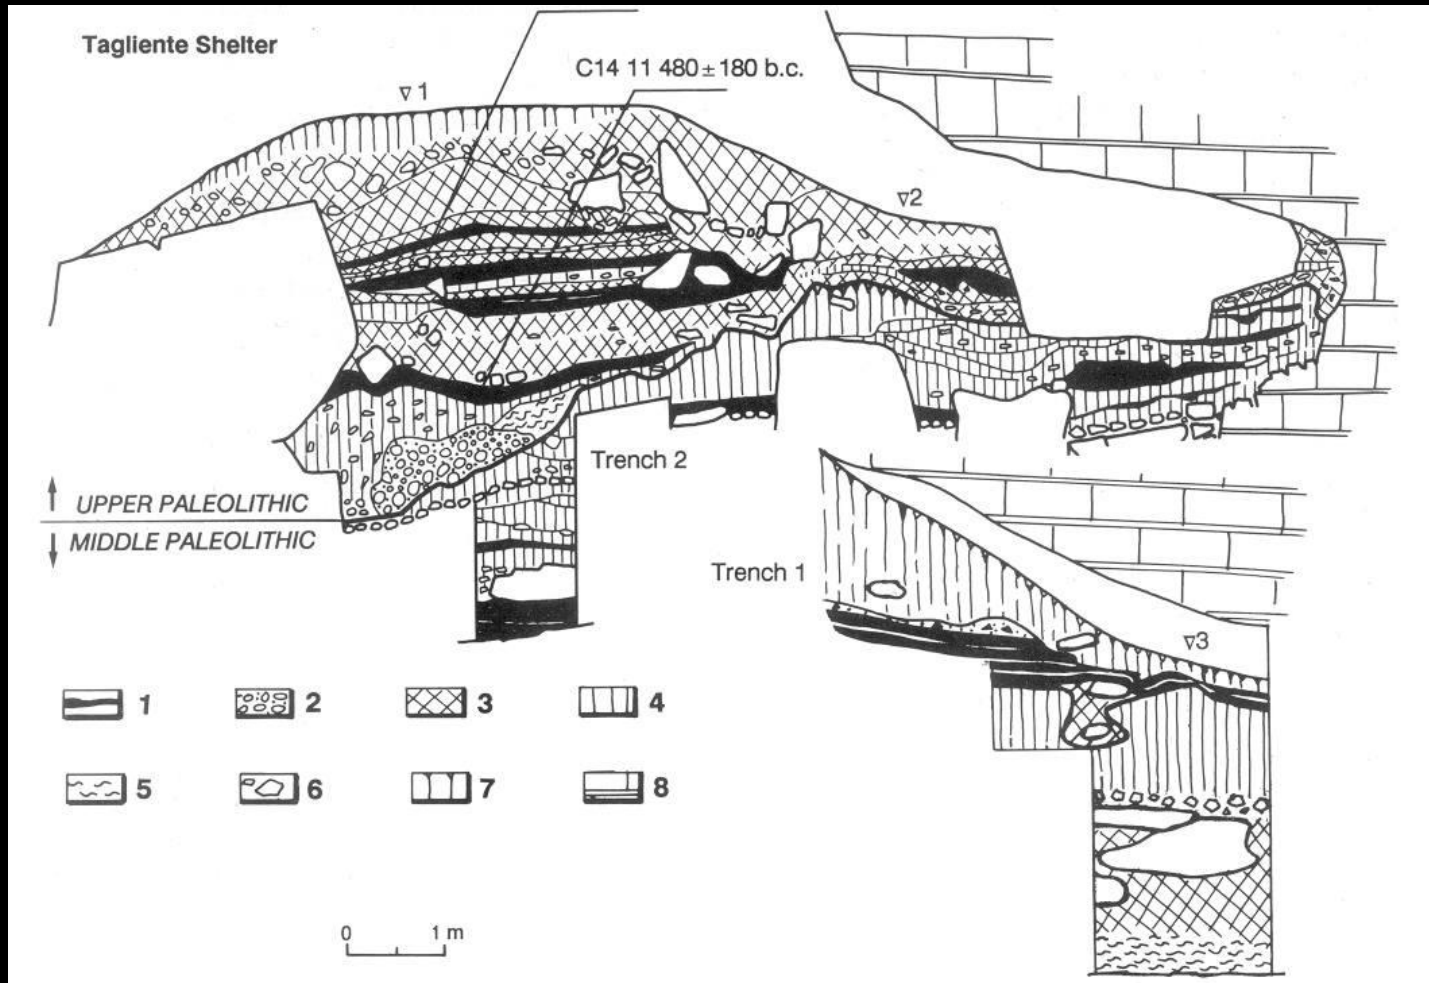 Tagliente Shelter
C14 11 480 ± 180 b.c.
▽1
▽2
Trench 2
UPPER PALEOLITHIC
MIDDLE PALEOLITHIC
Trench 1
▽3
1 2 3 4
5 6 7 8
0 1 m